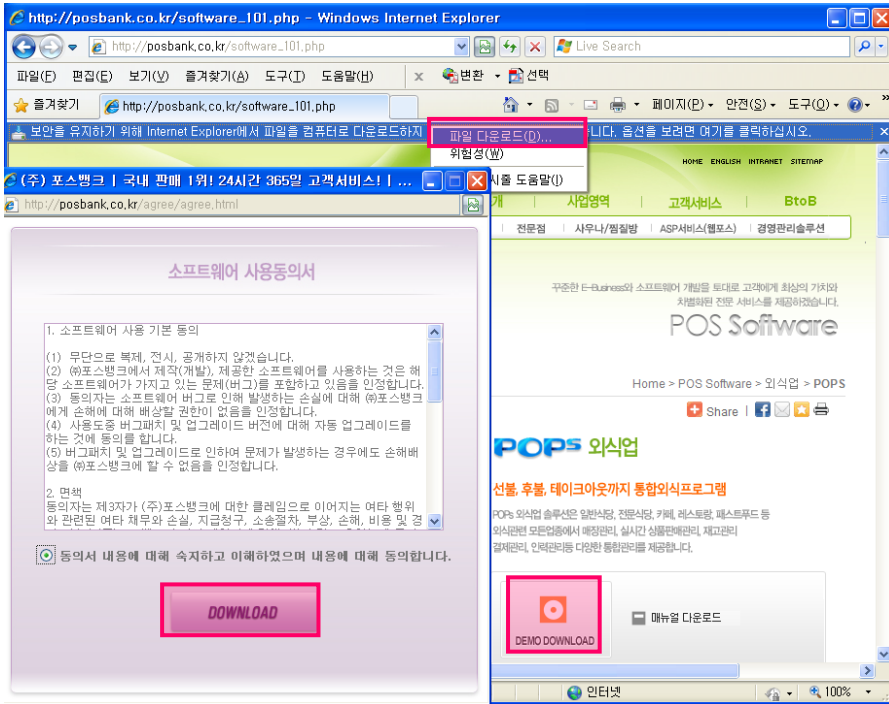 http://posbank.co.kr/software_101.php - Windows Internet Explorer
http://posbank.co.kr/software_101.php
Live Search
파일(F) 편집(E) 보기(V) 즐겨찾기(A) 도구(T) 도움말(H)
x 변환 선택
즐겨찾기
http://posbank.co.kr/software_101.php
페이지(P) 안전(S) 도구(O)
보안을 유지하기 위해 Internet Explorer에서 파일을 컴퓨터로 다운로드하지
니다. 옵션을 보려면 여기를 클릭하십시오.
파일 다운로드(D)...
위험성(W)
시줄 도움말(I)
HOME ENGLISH INTRANET SITEMAP
(주) 포스뱅크 | 국내 판매 1위! 24시간 365일 고객서비스! | ...
http://posbank.co.kr/agree/agree.html
개 | 사업영역 | 고객서비스 | BtoB
전문점 | 사우나/찜질방 | ASP서비스(웹포스) | 경영관리솔루션
소프트웨어 사용동의서
1. 소프트웨어 사용 기본 동의
(1) 무단으로 복제, 전시, 공개하지 않겠습니다.
(2) ㈜포스뱅크에서 제작(개발), 제공한 소프트웨어를 사용하는 것은 해
당 소프트웨어가 가지고 있는 문제(버그)를 포함하고 있음을 인정합니다.
(3) 동의자는 소프트웨어 버그로 인해 발생하는 손실에 대해 ㈜포스뱅크
에게 손해에 대해 배상할 권한이 없음을 인정합니다.
(4) 사용도중 버그패치 및 업그레이드 버전에 대해 자동 업그레이드를
하는 것에 동의를 합니다.
(5) 버그패치 및 업그레이드로 인하여 문제가 발생하는 경우에도 손해배
상을 ㈜포스뱅크에 할 수 없음을 인정합니다.
2. 면책
동의자는 제3자가 (주)포스뱅크에 대한 클레임으로 이어지는 여타 행위
와 관련된 여타 채무와 손실, 지급청구, 소송절차, 부상, 손해, 비용 및 경
동의서 내용에 대해 숙지하고 이해하였으며 내용에 대해 동의합니다.
DOWNLOAD
꾸준한 E-Business와 소프트웨어 개발을 토대로 고객에게 최상의 가치와
차별화된 전문 서비스를 제공하겠습니다.
POS Software
Home > POS Software > 외식업 > POPS
Share
POPS 외식업
선불, 후불, 테이크아웃까지 통합외식프로그램
POPs 외식업 솔루션은 일반식당, 전문식당, 카페, 레스토랑, 패스트푸드 등
외식관련 모든업종에서 매장관리, 실시간 상품판매관리, 재고관리
결제관리, 인력관리등 다양한 통합관리를 제공합니다.
DEMO DOWNLOAD
매뉴얼 다운로드
인터넷
100%